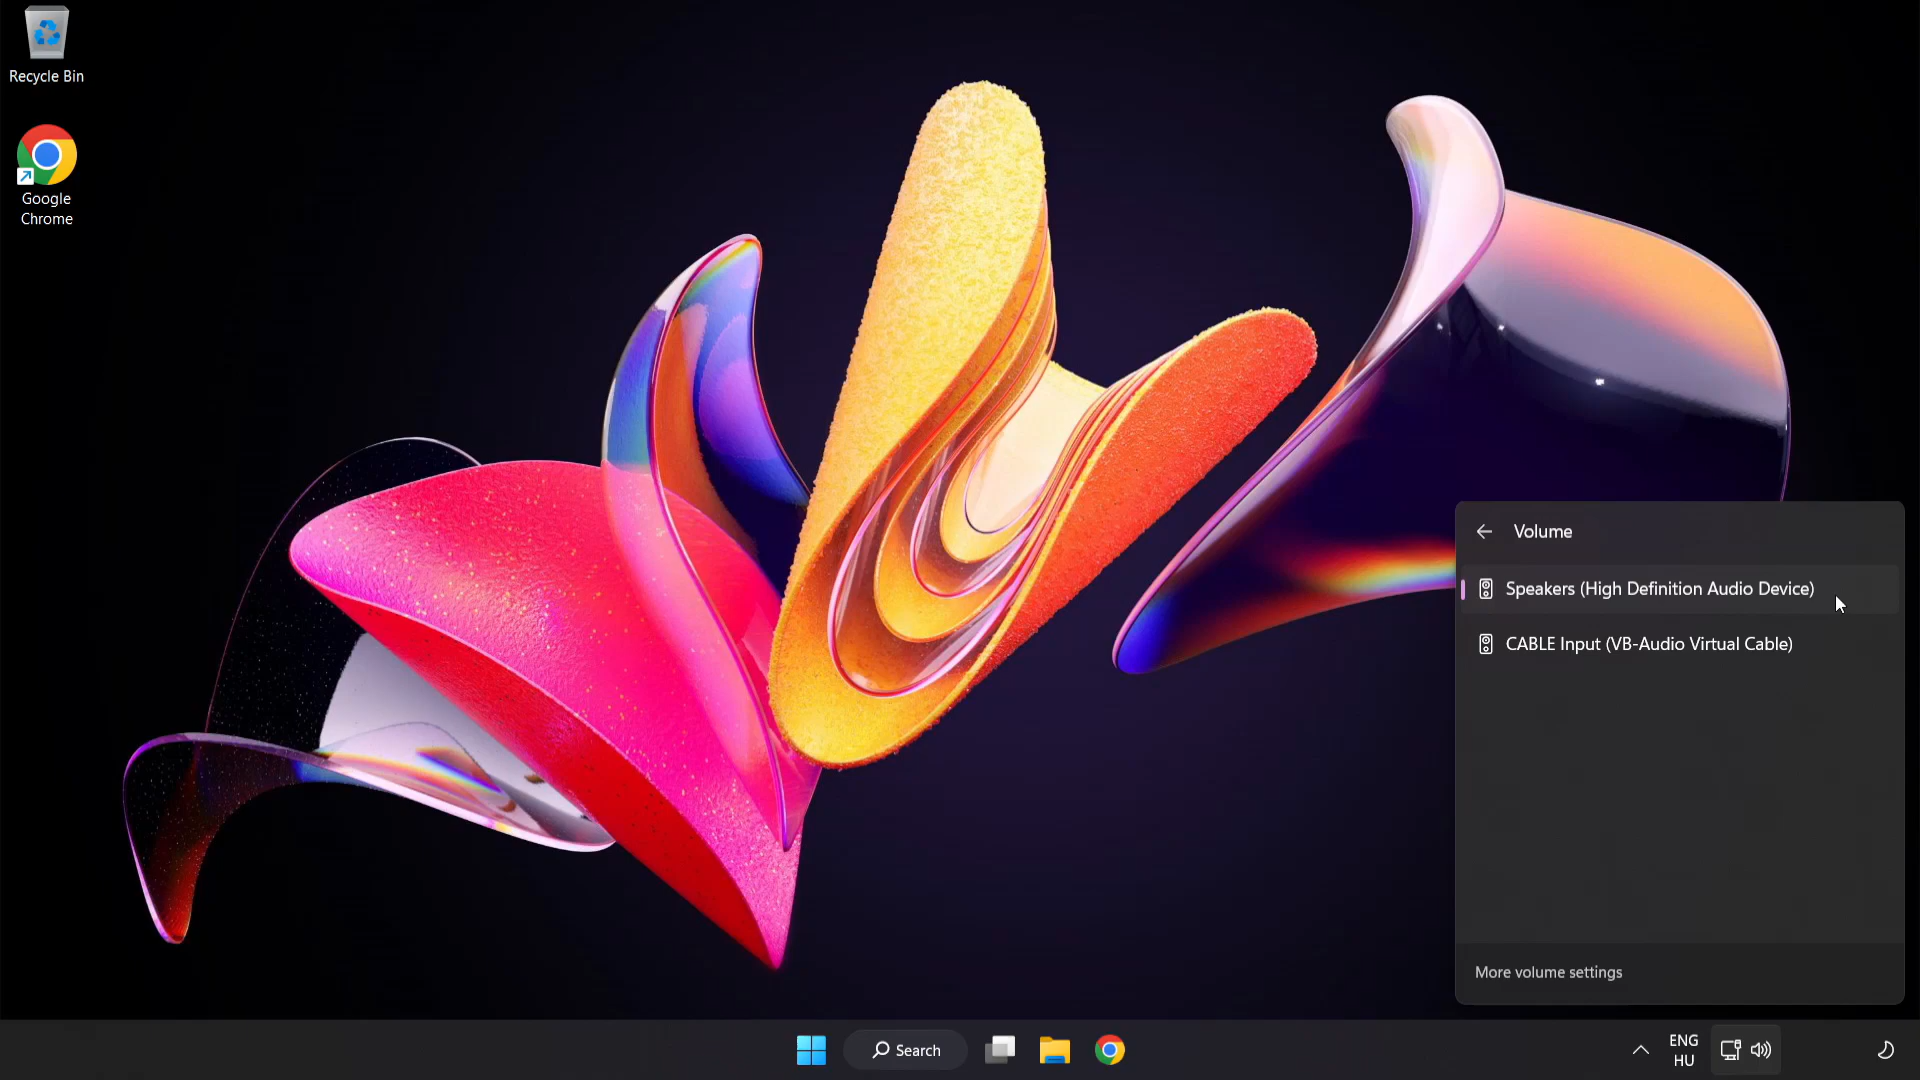 Recycle Bin
Google
Chrome
Volume
Speakers (High Definition Audio Device)
CABLE Input (VB-Audio Virtual Cable)
More volume settings
Search
ENG
HU